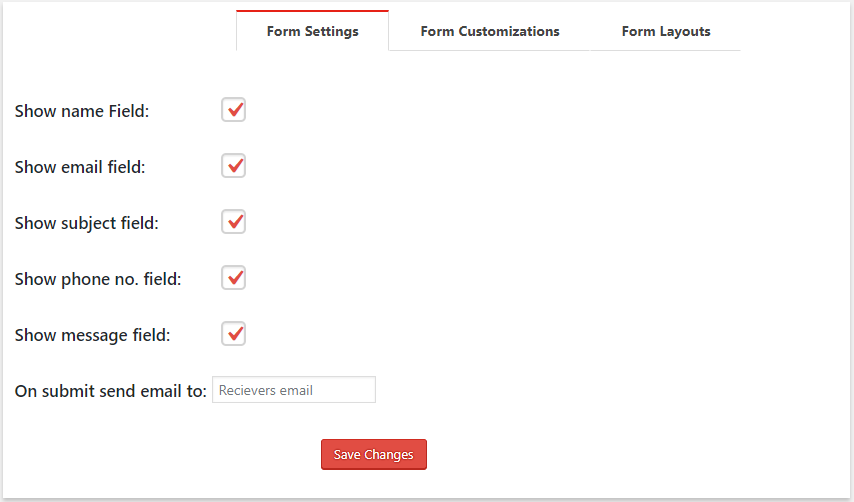 Form Settings Form Customizations Form Layouts
Show name Field:
Show email field:
Show subject field:
Show phone no. field:
Show message field:
On submit send email to: Recievers email
Save Changes